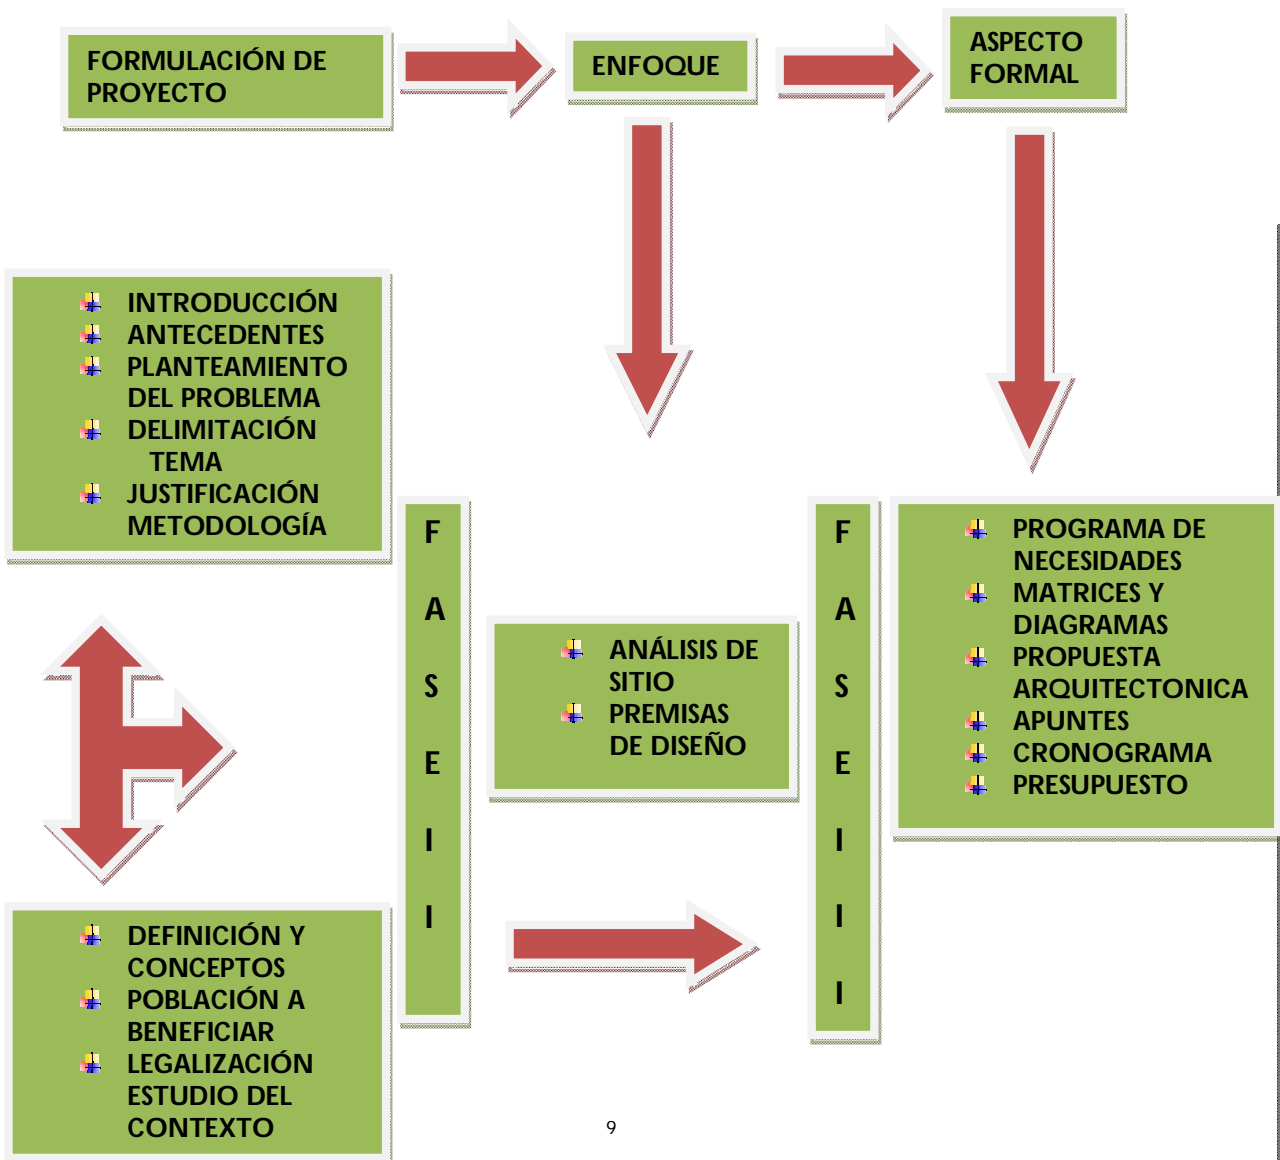 FORMULACIÓN DE
PROYECTO
ENFOQUE
ASPECTO
FORMAL
INTRODUCCIÓN
ANTECEDENTES
PLANTEAMIENTO
DEL PROBLEMA
DELIMITACIÓN
TEMA
JUSTIFICACIÓN
METODOLOGÍA
DEFINICIÓN Y
CONCEPTOS
POBLACIÓN A
BENEFICIAR
LEGALIZACIÓN
ESTUDIO DEL
CONTEXTO
F
A
S
E
I
I
ANÁLISIS DE
SITIO
PREMISAS
DE DISEÑO
F
A
S
E
I
I
I
PROGRAMA DE
NECESIDADES
MATRICES Y
DIAGRAMAS
PROPUESTA
ARQUITECTONICA
APUNTES
CRONOGRAMA
PRESUPUESTO
9